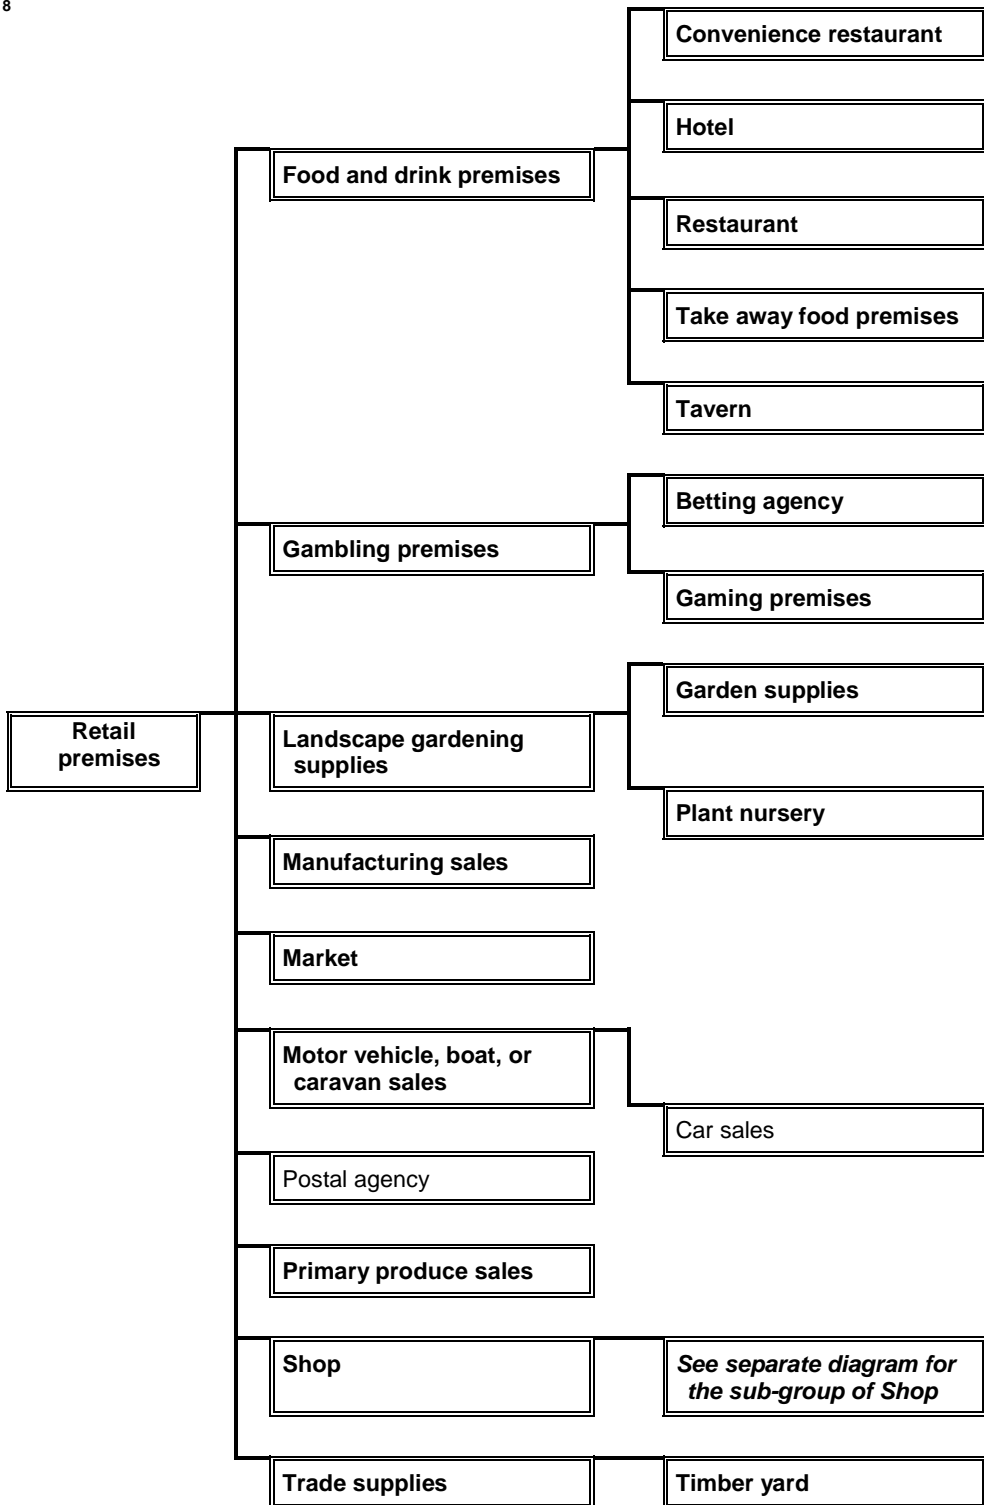 8
Convenience restaurant
Hotel
Food and drink premises
Restaurant
Take away food premises
Tavern
Betting agency
Gambling premises
Gaming premises
Garden supplies
Retail
premises
Landscape gardening
supplies
Plant nursery
Manufacturing sales
Market
Motor vehicle, boat, or
caravan sales
Car sales
Postal agency
Primary produce sales
Shop
See separate diagram for
the sub-group of Shop
Trade supplies
Timber yard